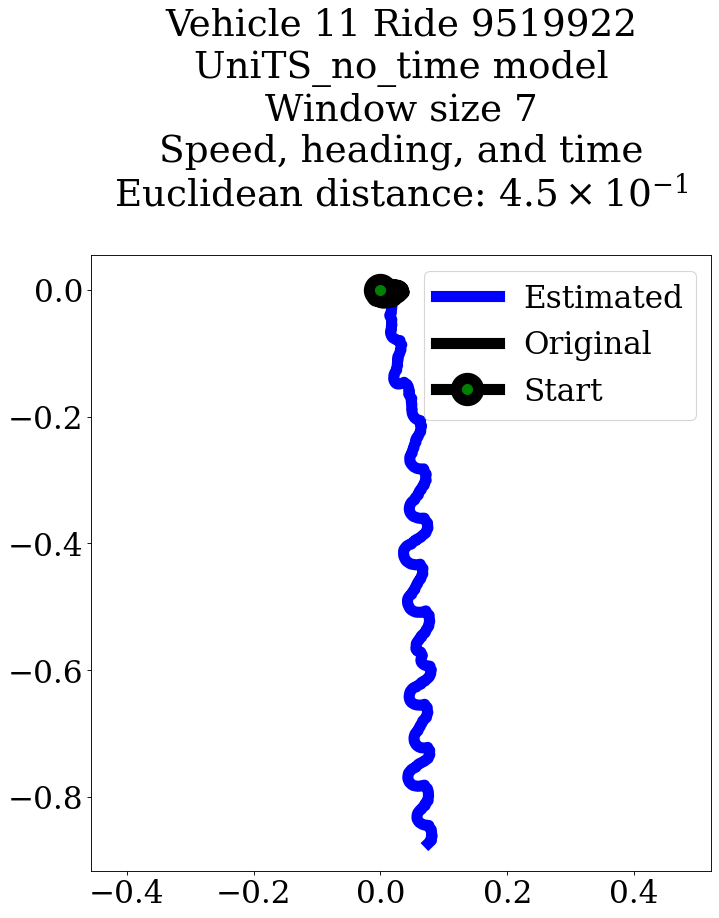 Vehicle 11 Ride 9519922
UniTS_no_time model
Window size 7
Speed, heading, and time
Euclidean distance: 4.5 × 10⁻¹
0.0
Estimated
Original
Start
−0.2
−0.4
−0.6
−0.8
−0.4
−0.2
0.0
0.2
0.4